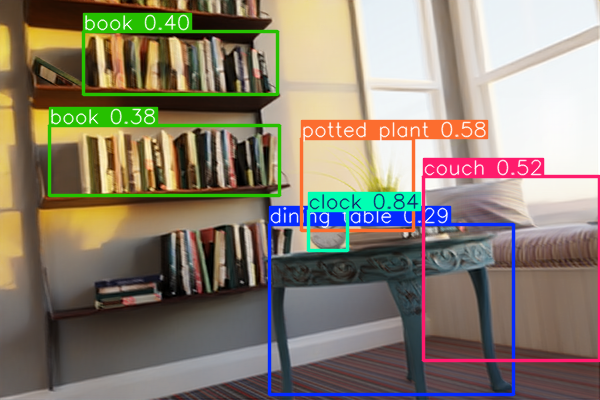 book 0.40
book 0.38
potted plant 0.58
couch 0.52
clock 0.84
dining table 0.29